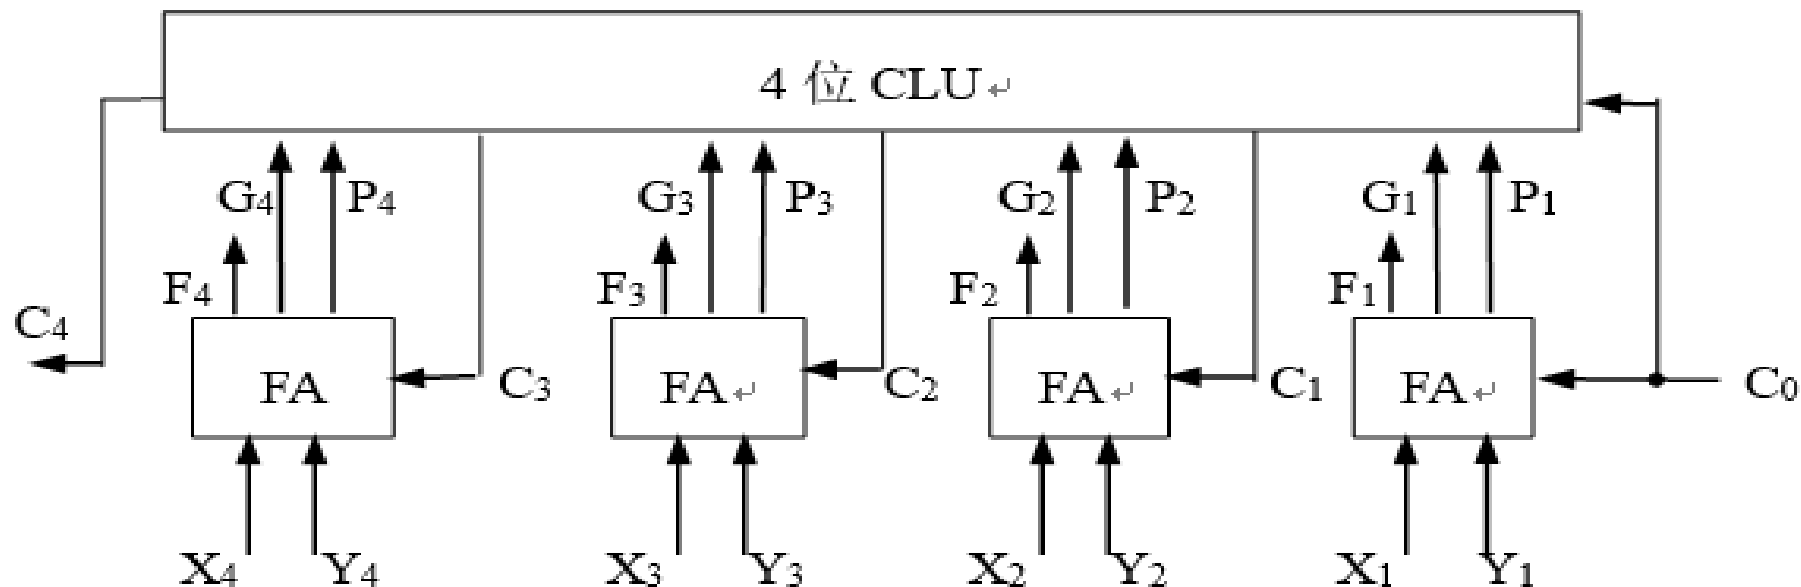 4 位 CLU↵
G4 P4 G3 P3 G2 P2 G1 P1
F4 F3 F2 F1
C4
FA C3 FA↵ C2 FA↵ C1 FA↵ C0
X4 Y4 X3 Y3 X2 Y2 X1 Y1